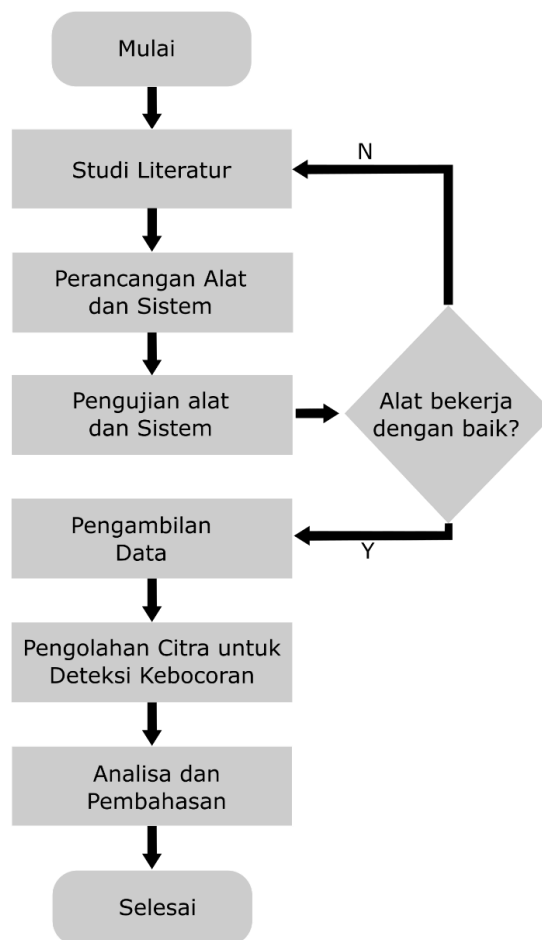 Mulai
Studi Literatur
N
Perancangan Alat
dan Sistem
Pengujian alat
dan Sistem
Alat bekerja
dengan baik?
Pengambilan
Data
Y
Pengolahan Citra untuk
Deteksi Kebocoran
Analisa dan
Pembahasan
Selesai